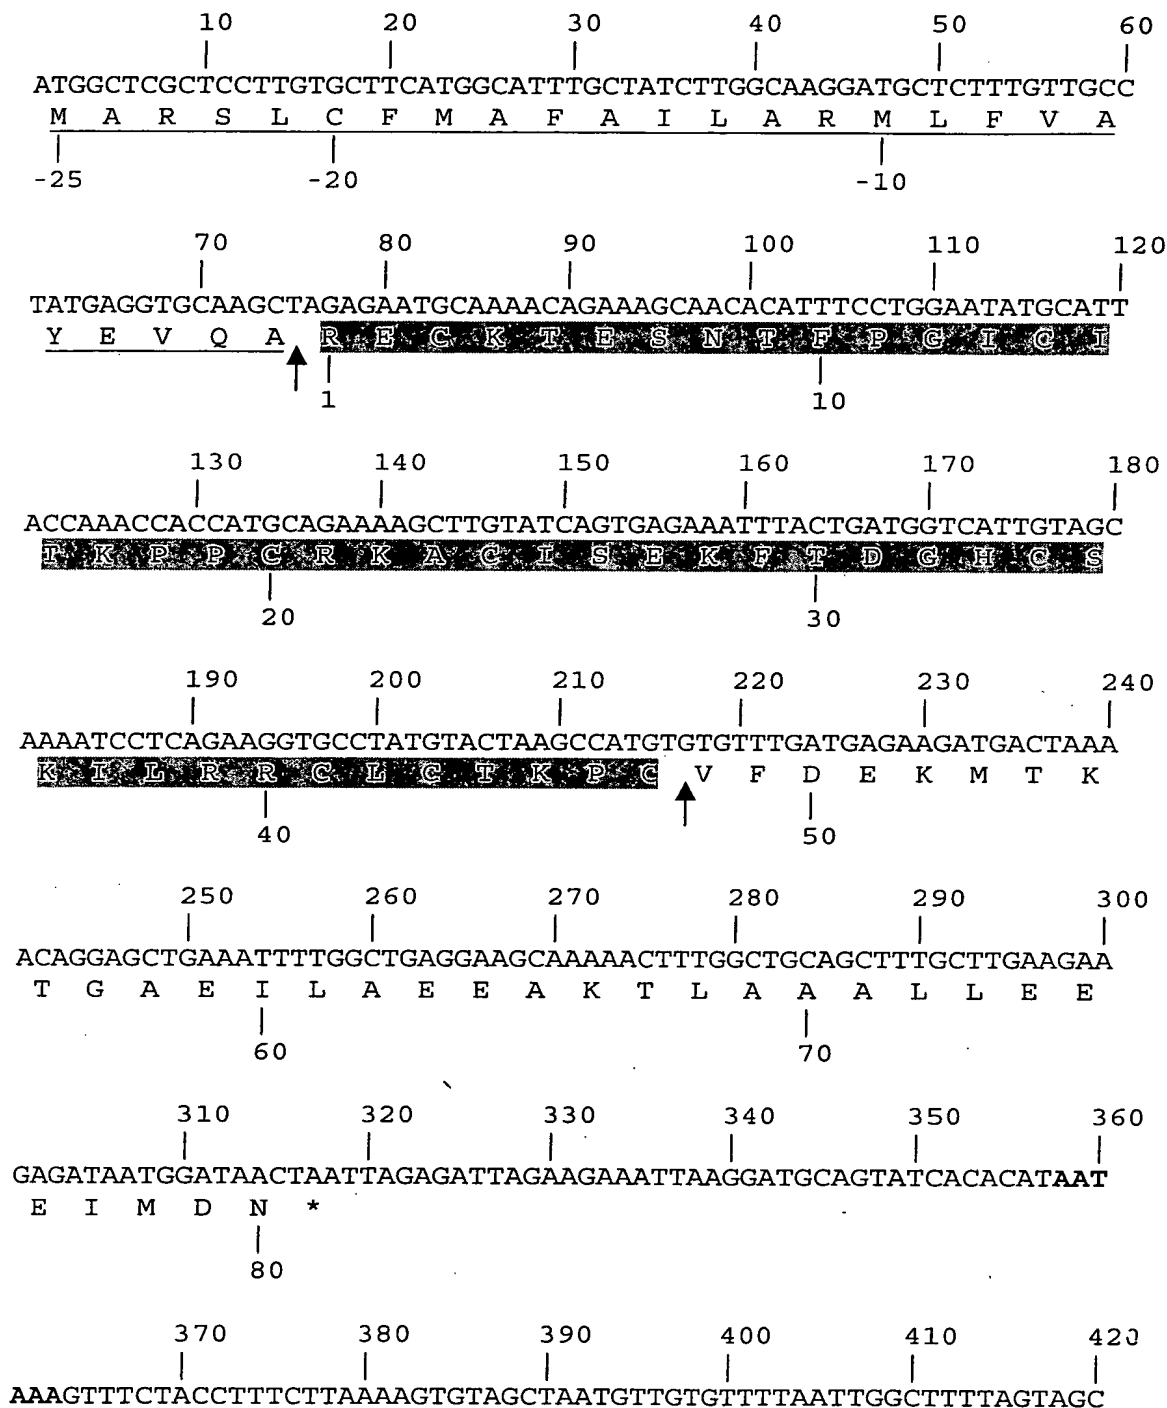 10 20 30 40 50 60
ATGGCTCGCTCCTTGTGCTTCATGGCATTTGCTATCTTGGCAAGGATGCTCTTTGTTGCC
M A R S L C F M A F A I L A R M L F V A
-25 -20 -10
70 80 90 100 110 120
TATGAGGTGCAAGCTAGAGAATGCAAAACAGAAAGCAACACATTTCCTGGAATATGCATT
Y E V Q A R E C K T E S N T F P G I C I
1 10
130 140 150 160 170 180
ACCAAACCACCATGCAGAAAAGCTTGTATCAGTGAGAAATTTACTGATGGTCATTGTAGC
T K P P C R K A C I S E K F T D G H C S
20 30
190 200 210 220 230 240
AAAATCCTCAGAAGGTGCCTATGTACTAAGCCATGTGTGTTTGATGAGAAGATGACTAAA
K I L R R C L C T K P C V F D E K M T K
40 50
250 260 270 280 290 300
ACAGGAGCTGAAATTTTGGCTGAGGAAGCAAAAACTTTGGCTGCAGCTTTGCTTGAAGAA
T G A E I L A E E A K T L A A A L L E E
60 70
310 320 330 340 350 360
GAGATAATGGATAACTAATTAGAGATTAGAAGAAATTAAGGATGCAGTATCACACATAAT
E I M D N *
80
370 380 390 400 410 420
AAAGTTTCTACCTTTCTTAAAAGTGTAGCTAATGTTGTGTTTTAATTGGCTTTTAGTAGC